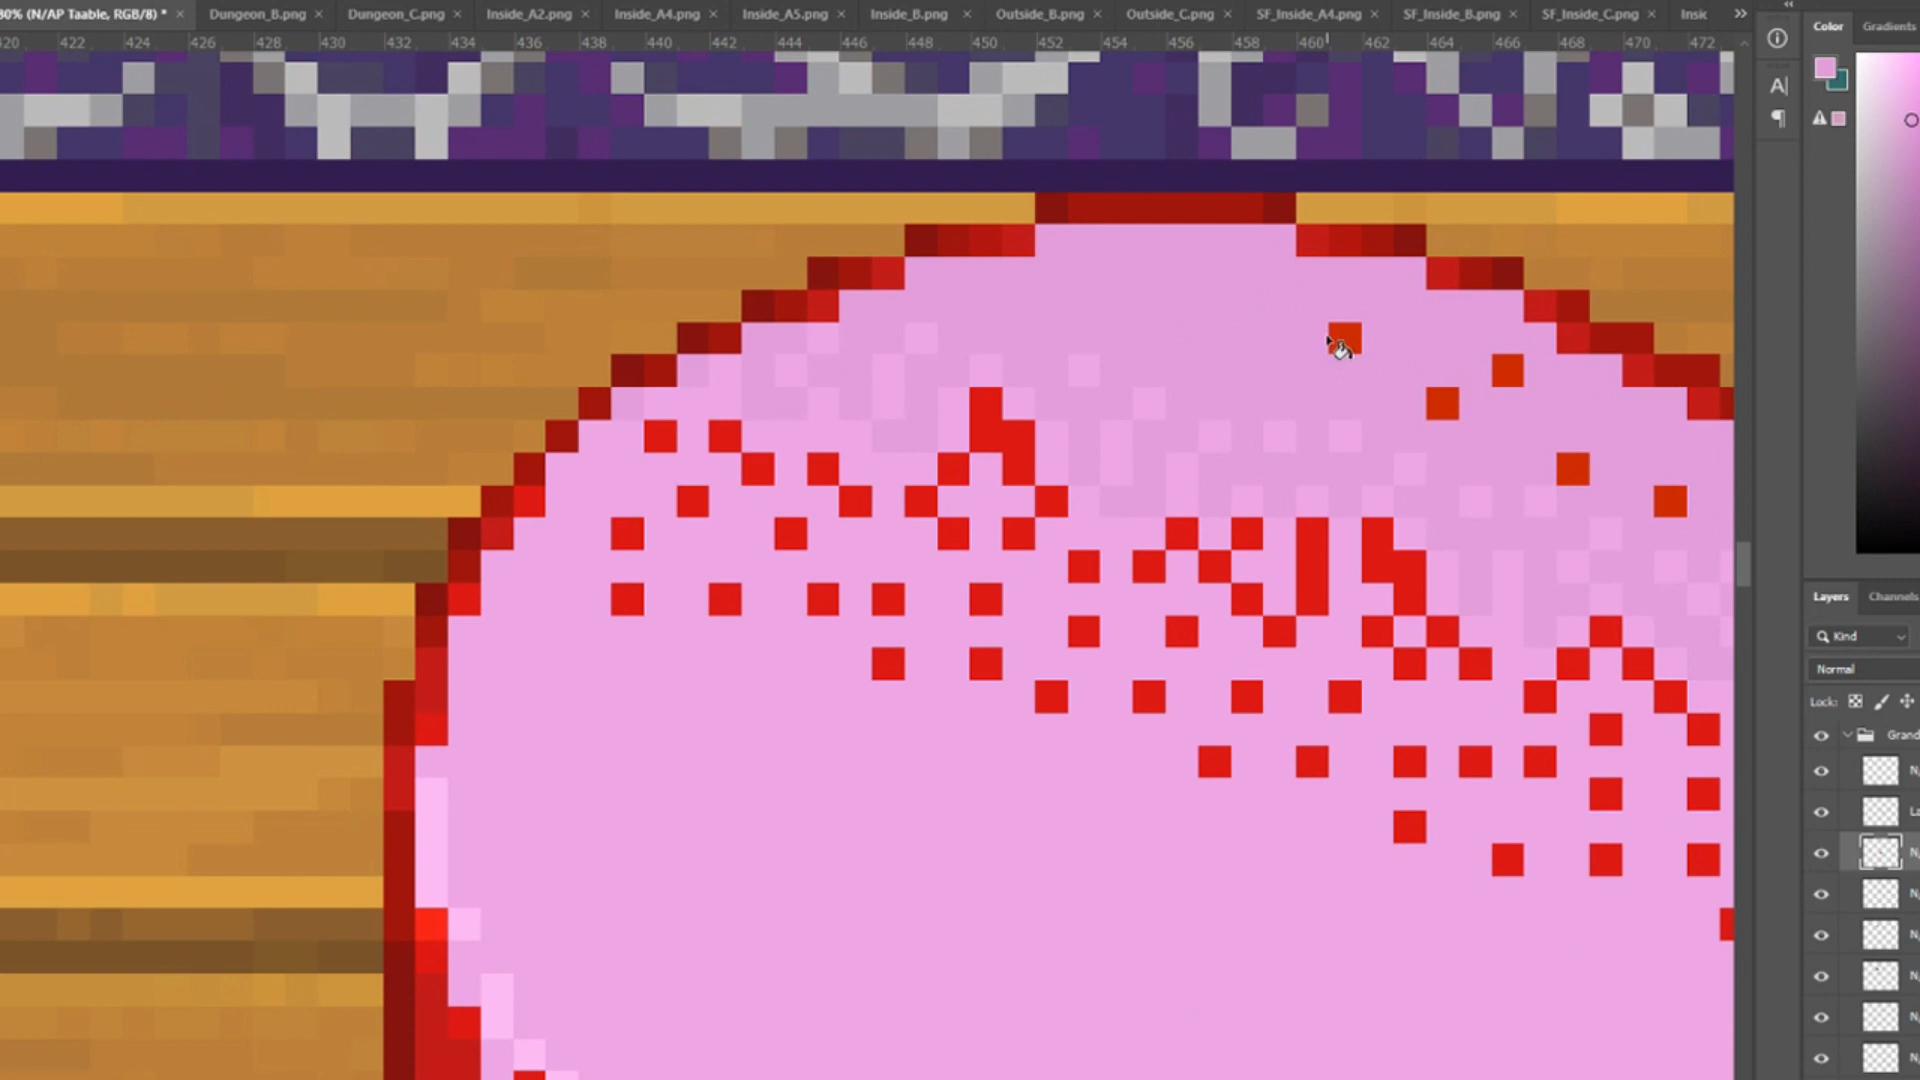 80% (N/AP Taable, RGB/8) * × Dungeon_B.png × Dungeon_C.png × Inside_A2.png × Inside_A4.png × Inside_A5.png × Inside_B.png × Outside_B.png × Outside_C.png × SF_Inside_A4.png × SF_Inside_B.png × SF_Inside_C.png × Insic
420 422 424 426 428 430 432 434 436 438 440 442 444 446 448 450 452 454 456 458 460 462 464 466 468 470 472
Color Gradients
A
Layers Channels
Kind
Normal
Lock:
Grand
N
La
N
N
N
N
N
N